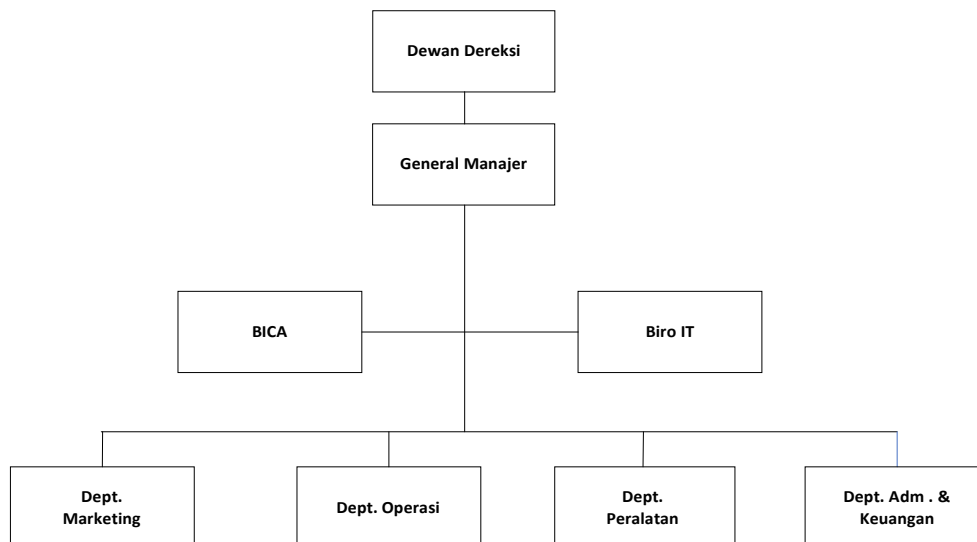 Dewan Dereksi
General Manajer
BICA
Biro IT
Dept.
Marketing
Dept. Operasi
Dept.
Peralatan
Dept. Adm . &
Keuangan